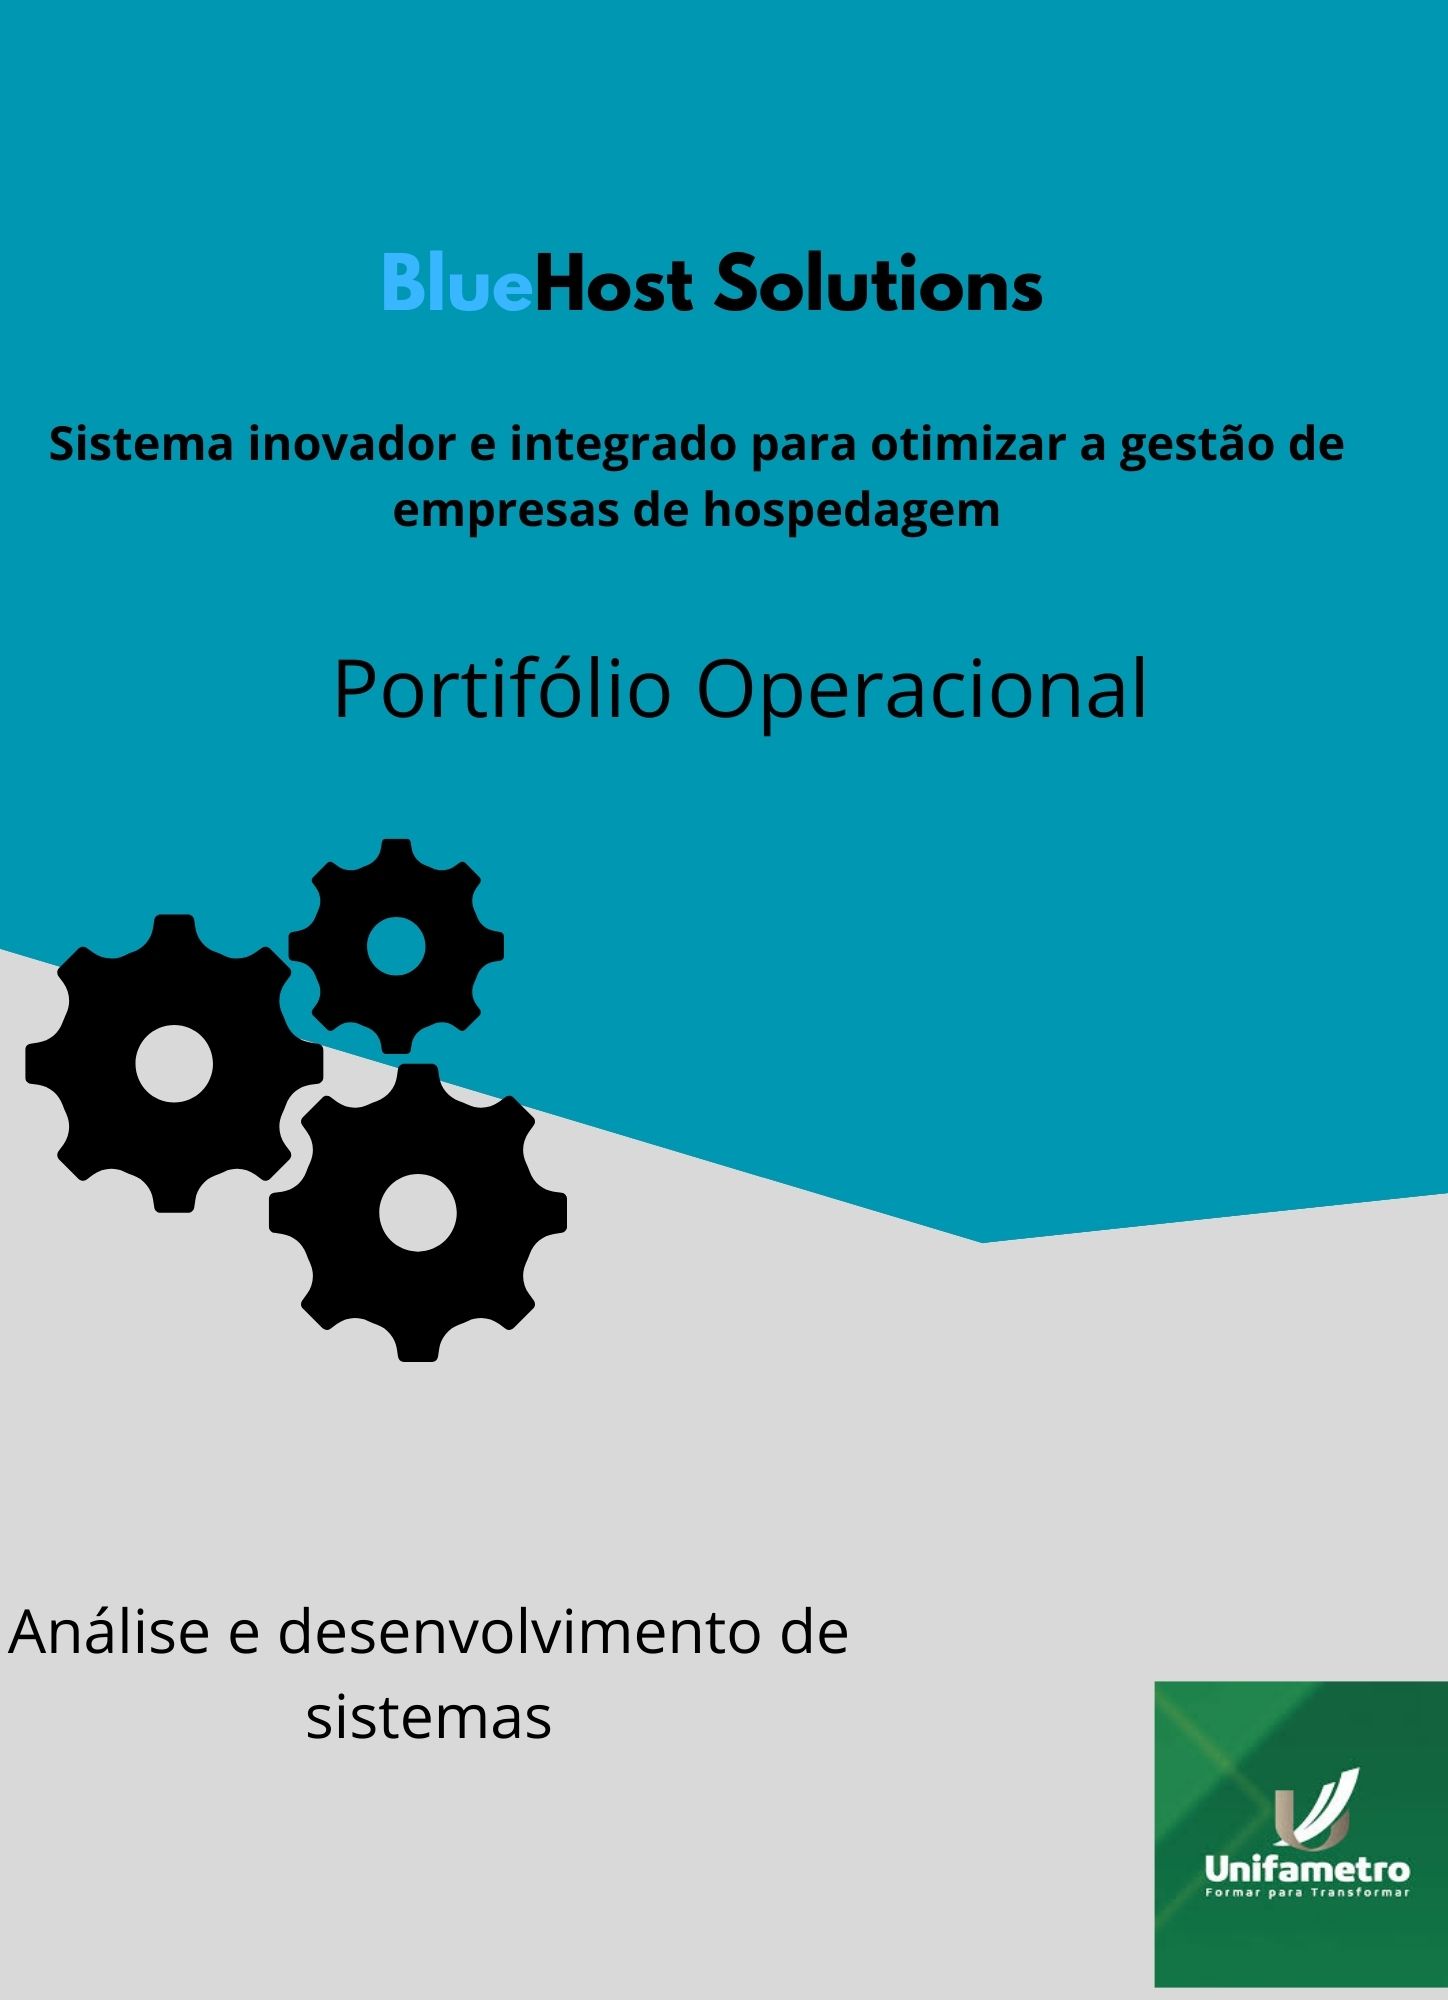 BlueHost Solutions
Sistema inovador e integrado para otimizar a gestão de
empresas de hospedagem
Portifólio Operacional
Análise e desenvolvimento de
sistemas
Unifametro
Formar para Transformar